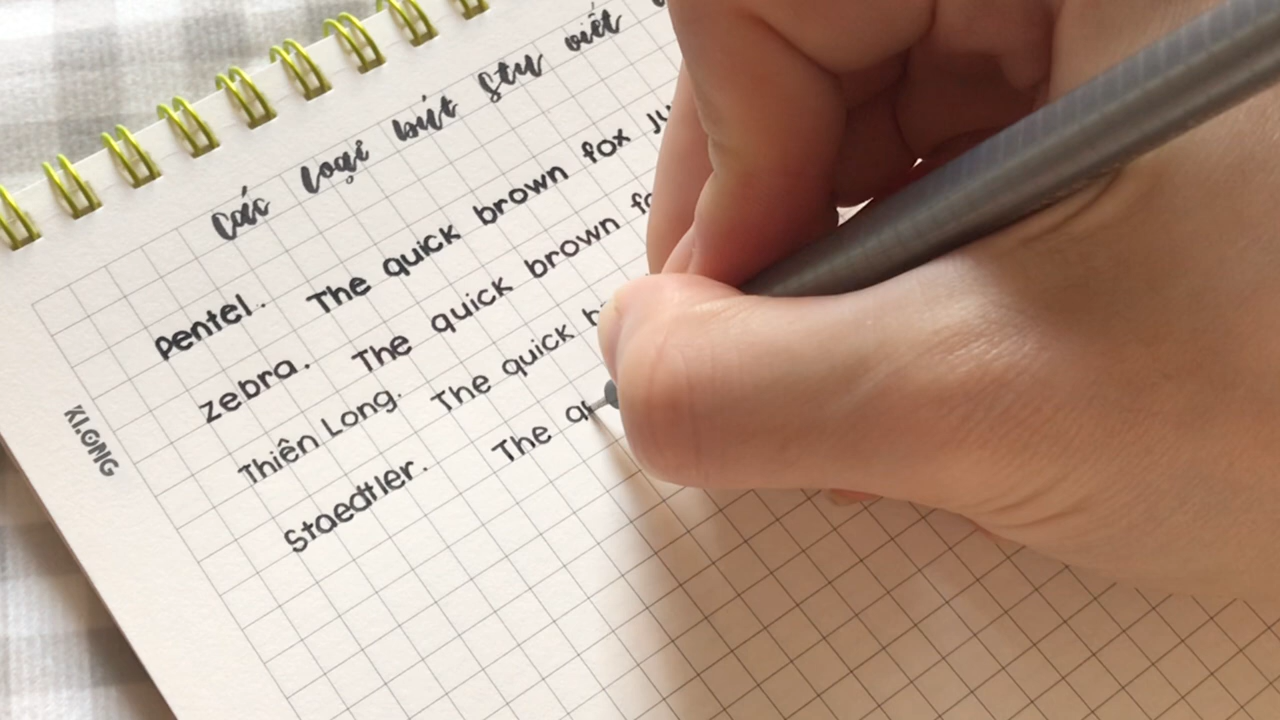 Các loại bút Stu viết
Pentel. The quick brown fox
zebra. The quick brown
Thiên Long. The quick
Staedtler. The
KLONG